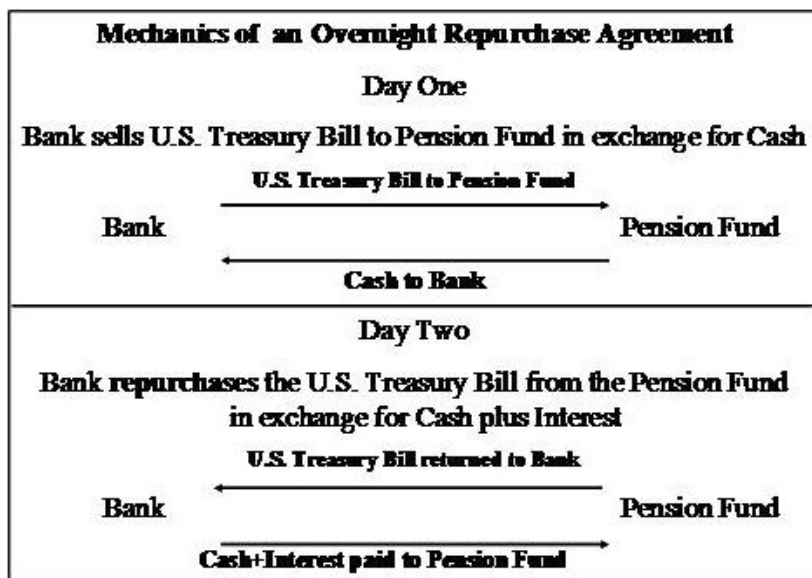 Mechanics of an Overnight Repurchase Agreement
Day One
Bank sells U.S. Treasury Bill to Pension Fund in exchange for Cash
U.S. Treasury Bill to Pension Fund
Bank Pension Fund
Cash to Bank
Day Two
Bank repurchases the U.S. Treasury Bill from the Pension Fund
in exchange for Cash plus Interest
U.S. Treasury Bill returned to Bank
Bank Pension Fund
Cash+Interest paid to Pension Fund